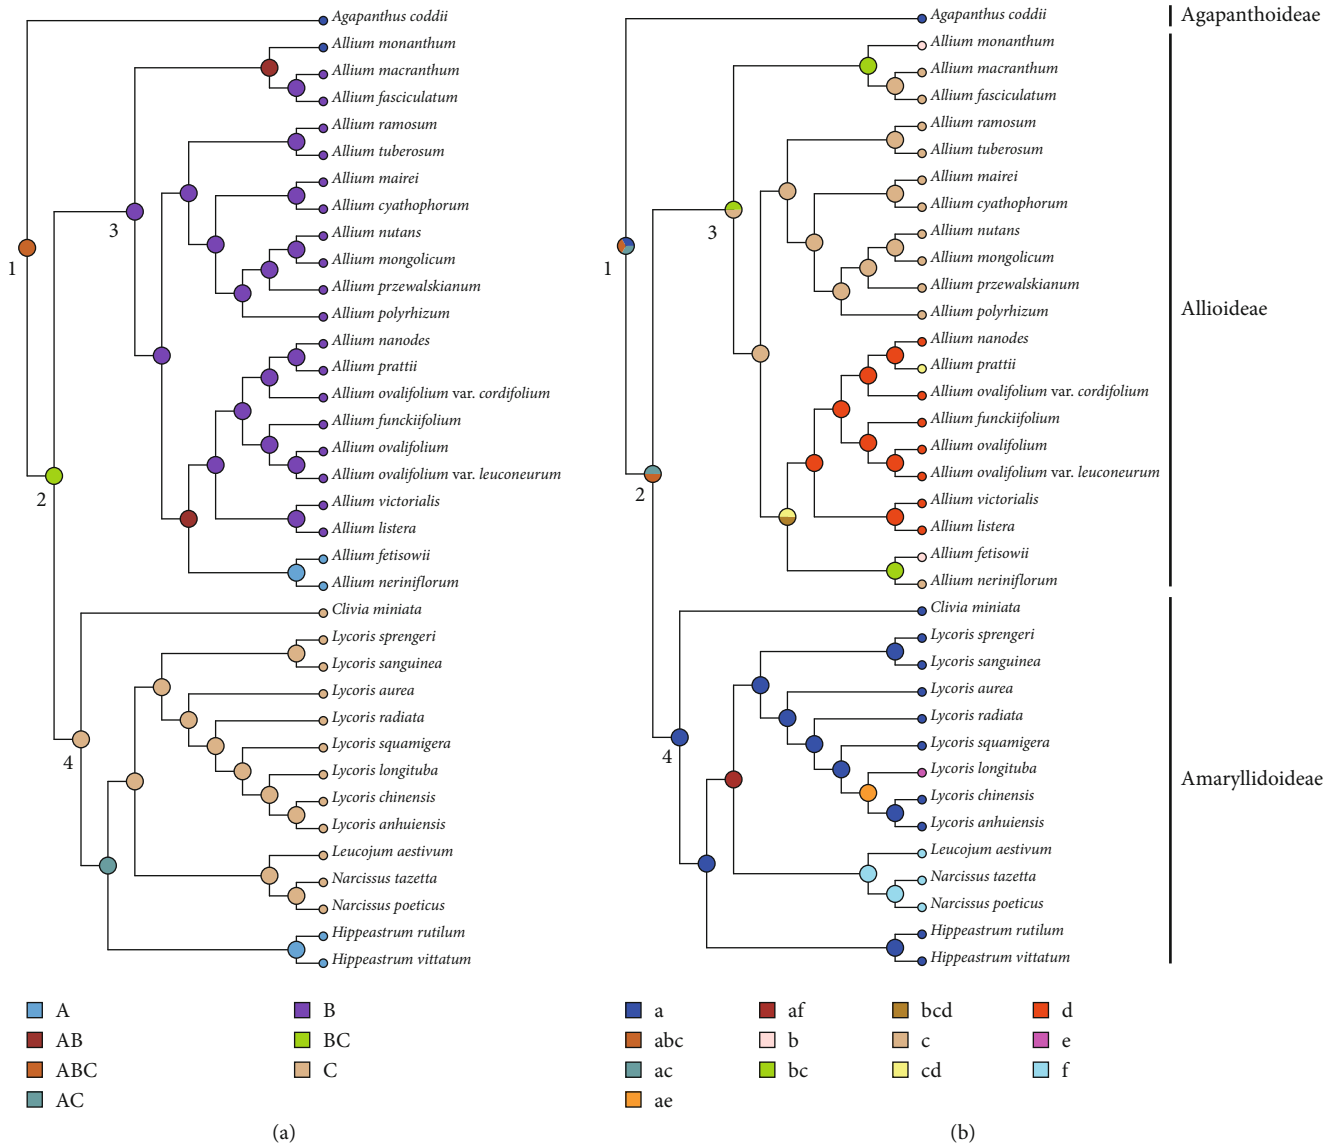 Agapanthus coddii
Allium monanthum
Allium macranthum
Allium fasciculatum
Allium ramosum
Allium tuberosum
Allium mairei
Allium cyathophorum
Allium nutans
Allium mongolicum
Allium przewalskianum
Allium polyrhizum
Allium nanodes
Allium prattii
Allium ovalifolium var. cordifolium
Allium funckiifolium
Allium ovalifolium
Allium ovalifolium var. leuconeurum
Allium victorialis
Allium listera
Allium fetisowii
Allium neriniflorum
Clivia miniata
Lycoris sprengeri
Lycoris sanguinea
Lycoris aurea
Lycoris radiata
Lycoris squamigera
Lycoris longituba
Lycoris chinensis
Lycoris anhuiensis
Leucojum aestivum
Narcissus tazetta
Narcissus poeticus
Hippeastrum rutilum
Hippeastrum vittatum
1
2
3
4
A
AB
ABC
AC
B
BC
C
(a)
Agapanthus coddii
Allium monanthum
Allium macranthum
Allium fasciculatum
Allium ramosum
Allium tuberosum
Allium mairei
Allium cyathophorum
Allium nutans
Allium mongolicum
Allium przewalskianum
Allium polyrhizum
Allium nanodes
Allium prattii
Allium ovalifolium var. cordifolium
Allium funckiifolium
Allium ovalifolium
Allium ovalifolium var. leuconeurum
Allium victorialis
Allium listera
Allium fetisowii
Allium neriniflorum
Clivia miniata
Lycoris sprengeri
Lycoris sanguinea
Lycoris aurea
Lycoris radiata
Lycoris squamigera
Lycoris longituba
Lycoris chinensis
Lycoris anhuiensis
Leucojum aestivum
Narcissus tazetta
Narcissus poeticus
Hippeastrum rutilum
Hippeastrum vittatum
1
2
3
4
Agapanthoideae
Allioideae
Amaryllidoideae
a
abc
ac
ae
af
b
bc
bcd
c
cd
d
e
f
(b)